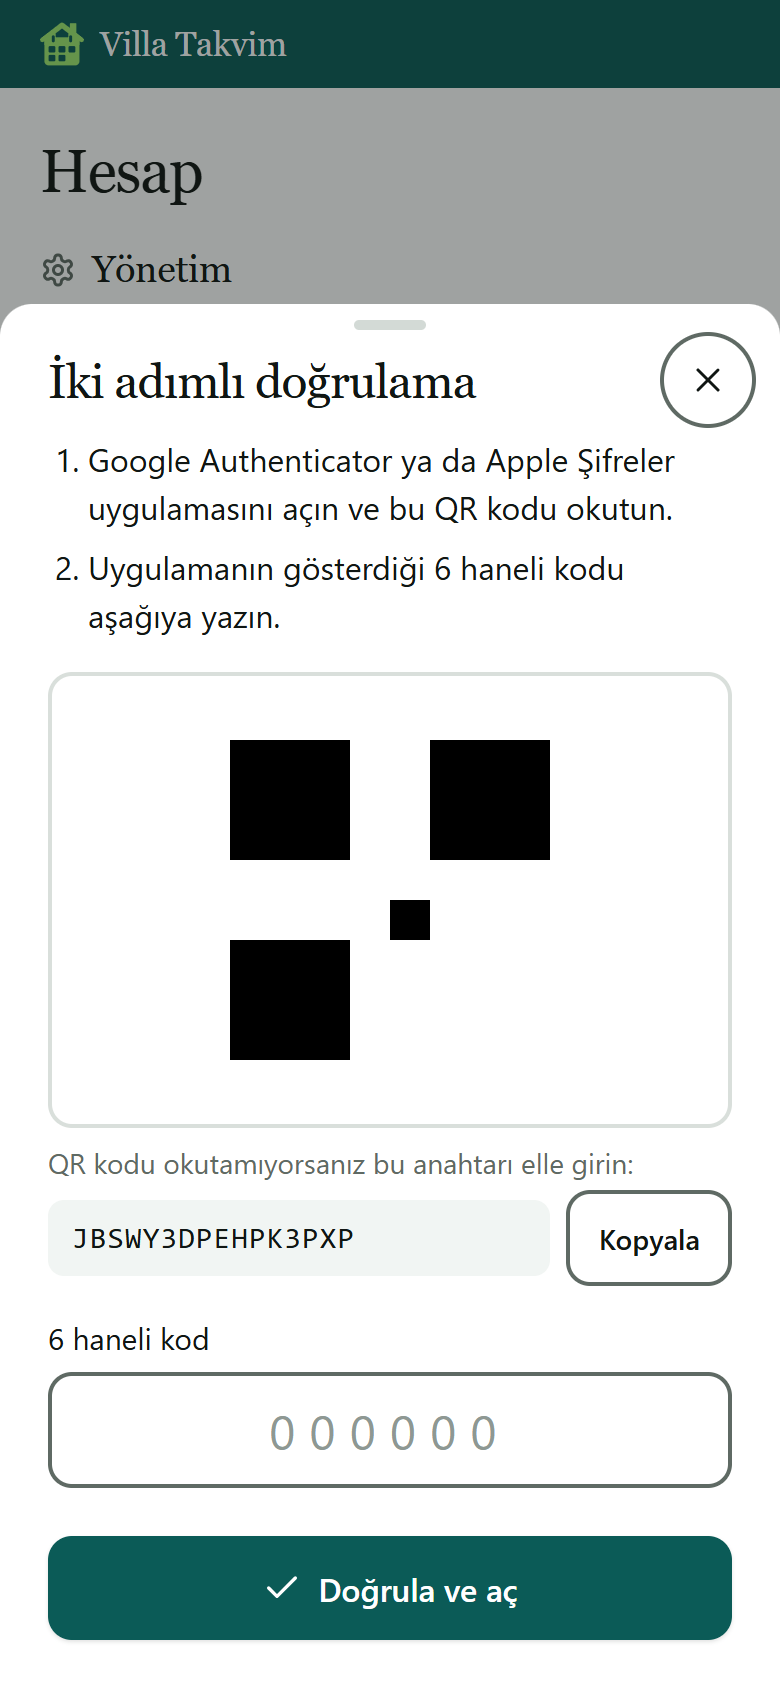 Villa Takvim
Hesap
Yönetim
İki adımlı doğrulama
1. Google Authenticator ya da Apple Şifreler
uygulamasını açın ve bu QR kodu okutun.
2. Uygulamanın gösterdiği 6 haneli kodu
aşağıya yazın.
QR kodu okutamıyorsanız bu anahtarı elle girin:
JBSWY3DPEHPK3PXP
Kopyala
6 haneli kod
000000
Doğrula ve aç